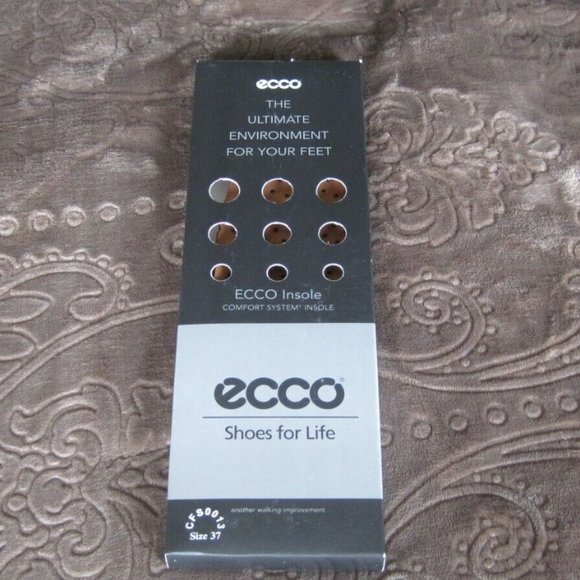 ecco
THE
ULTIMATE
ENVIRONMENT
FOR YOUR FEET
ECCO Insole
COMFORT SYSTEM® INSOLE
ecco®
Shoes for Life
another walking improvement
CFS0013
Size 37